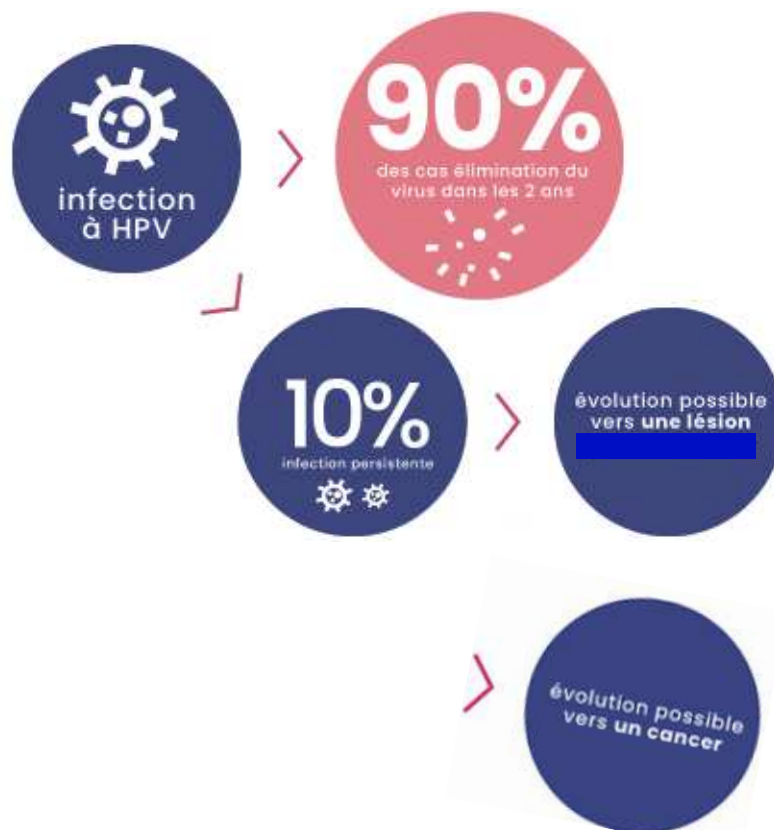 infection
à HPV
90%
des cas élimination du
virus dans les 2 ans
10%
infection persistente
évolution possible
vers une lésion
évolution possible
vers un cancer